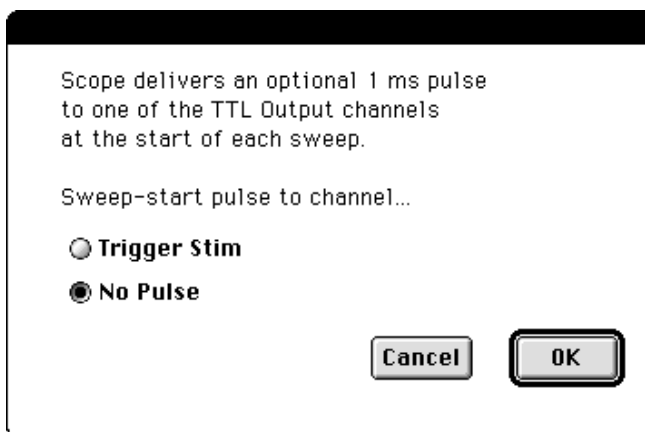 Scope delivers an optional 1 ms pulse
to one of the TTL Output channels
at the start of each sweep.
Sweep-start pulse to channel...
Trigger Stim
No Pulse
Cancel OK